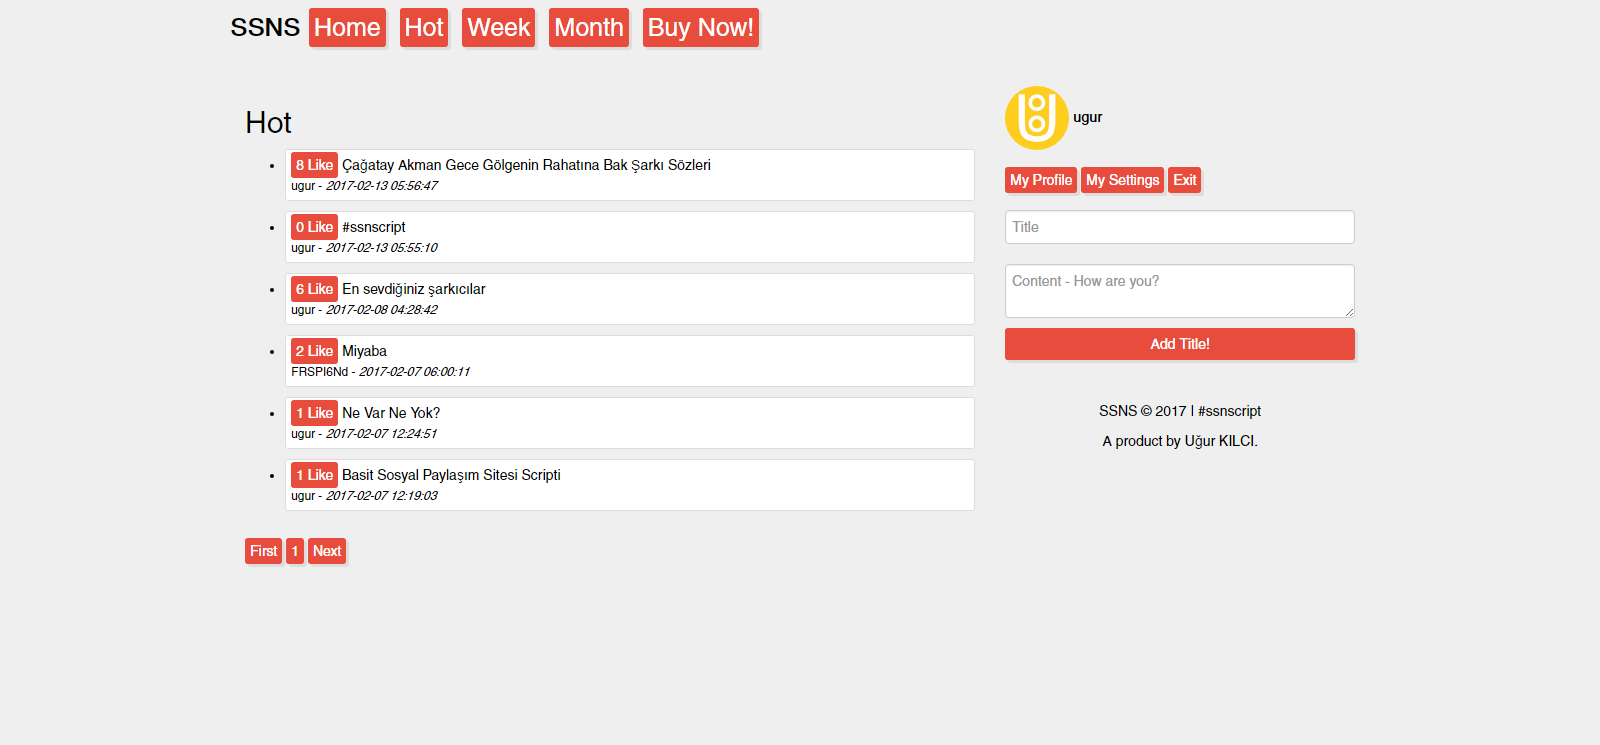 SSNS Home Hot Week Month Buy Now!
Hot
8 Like Çağatay Akman Gece Gölgenin Rahatına Bak Şarkı Sözleri
ugur - 2017-02-13 05:56:47
0 Like #ssnscript
ugur - 2017-02-13 05:55:10
6 Like En sevdiğiniz şarkıcılar
ugur - 2017-02-08 04:28:42
2 Like Miyaba
FRSPI6Nd - 2017-02-07 06:00:11
1 Like Ne Var Ne Yok?
ugur - 2017-02-07 12:24:51
1 Like Basit Sosyal Paylaşım Sitesi Scripti
ugur - 2017-02-07 12:19:03
First 1 Next
ugur
My Profile My Settings Exit
Title
Content - How are you?
Add Title!
SSNS © 2017 | #ssnscript
A product by Uğur KILCI.